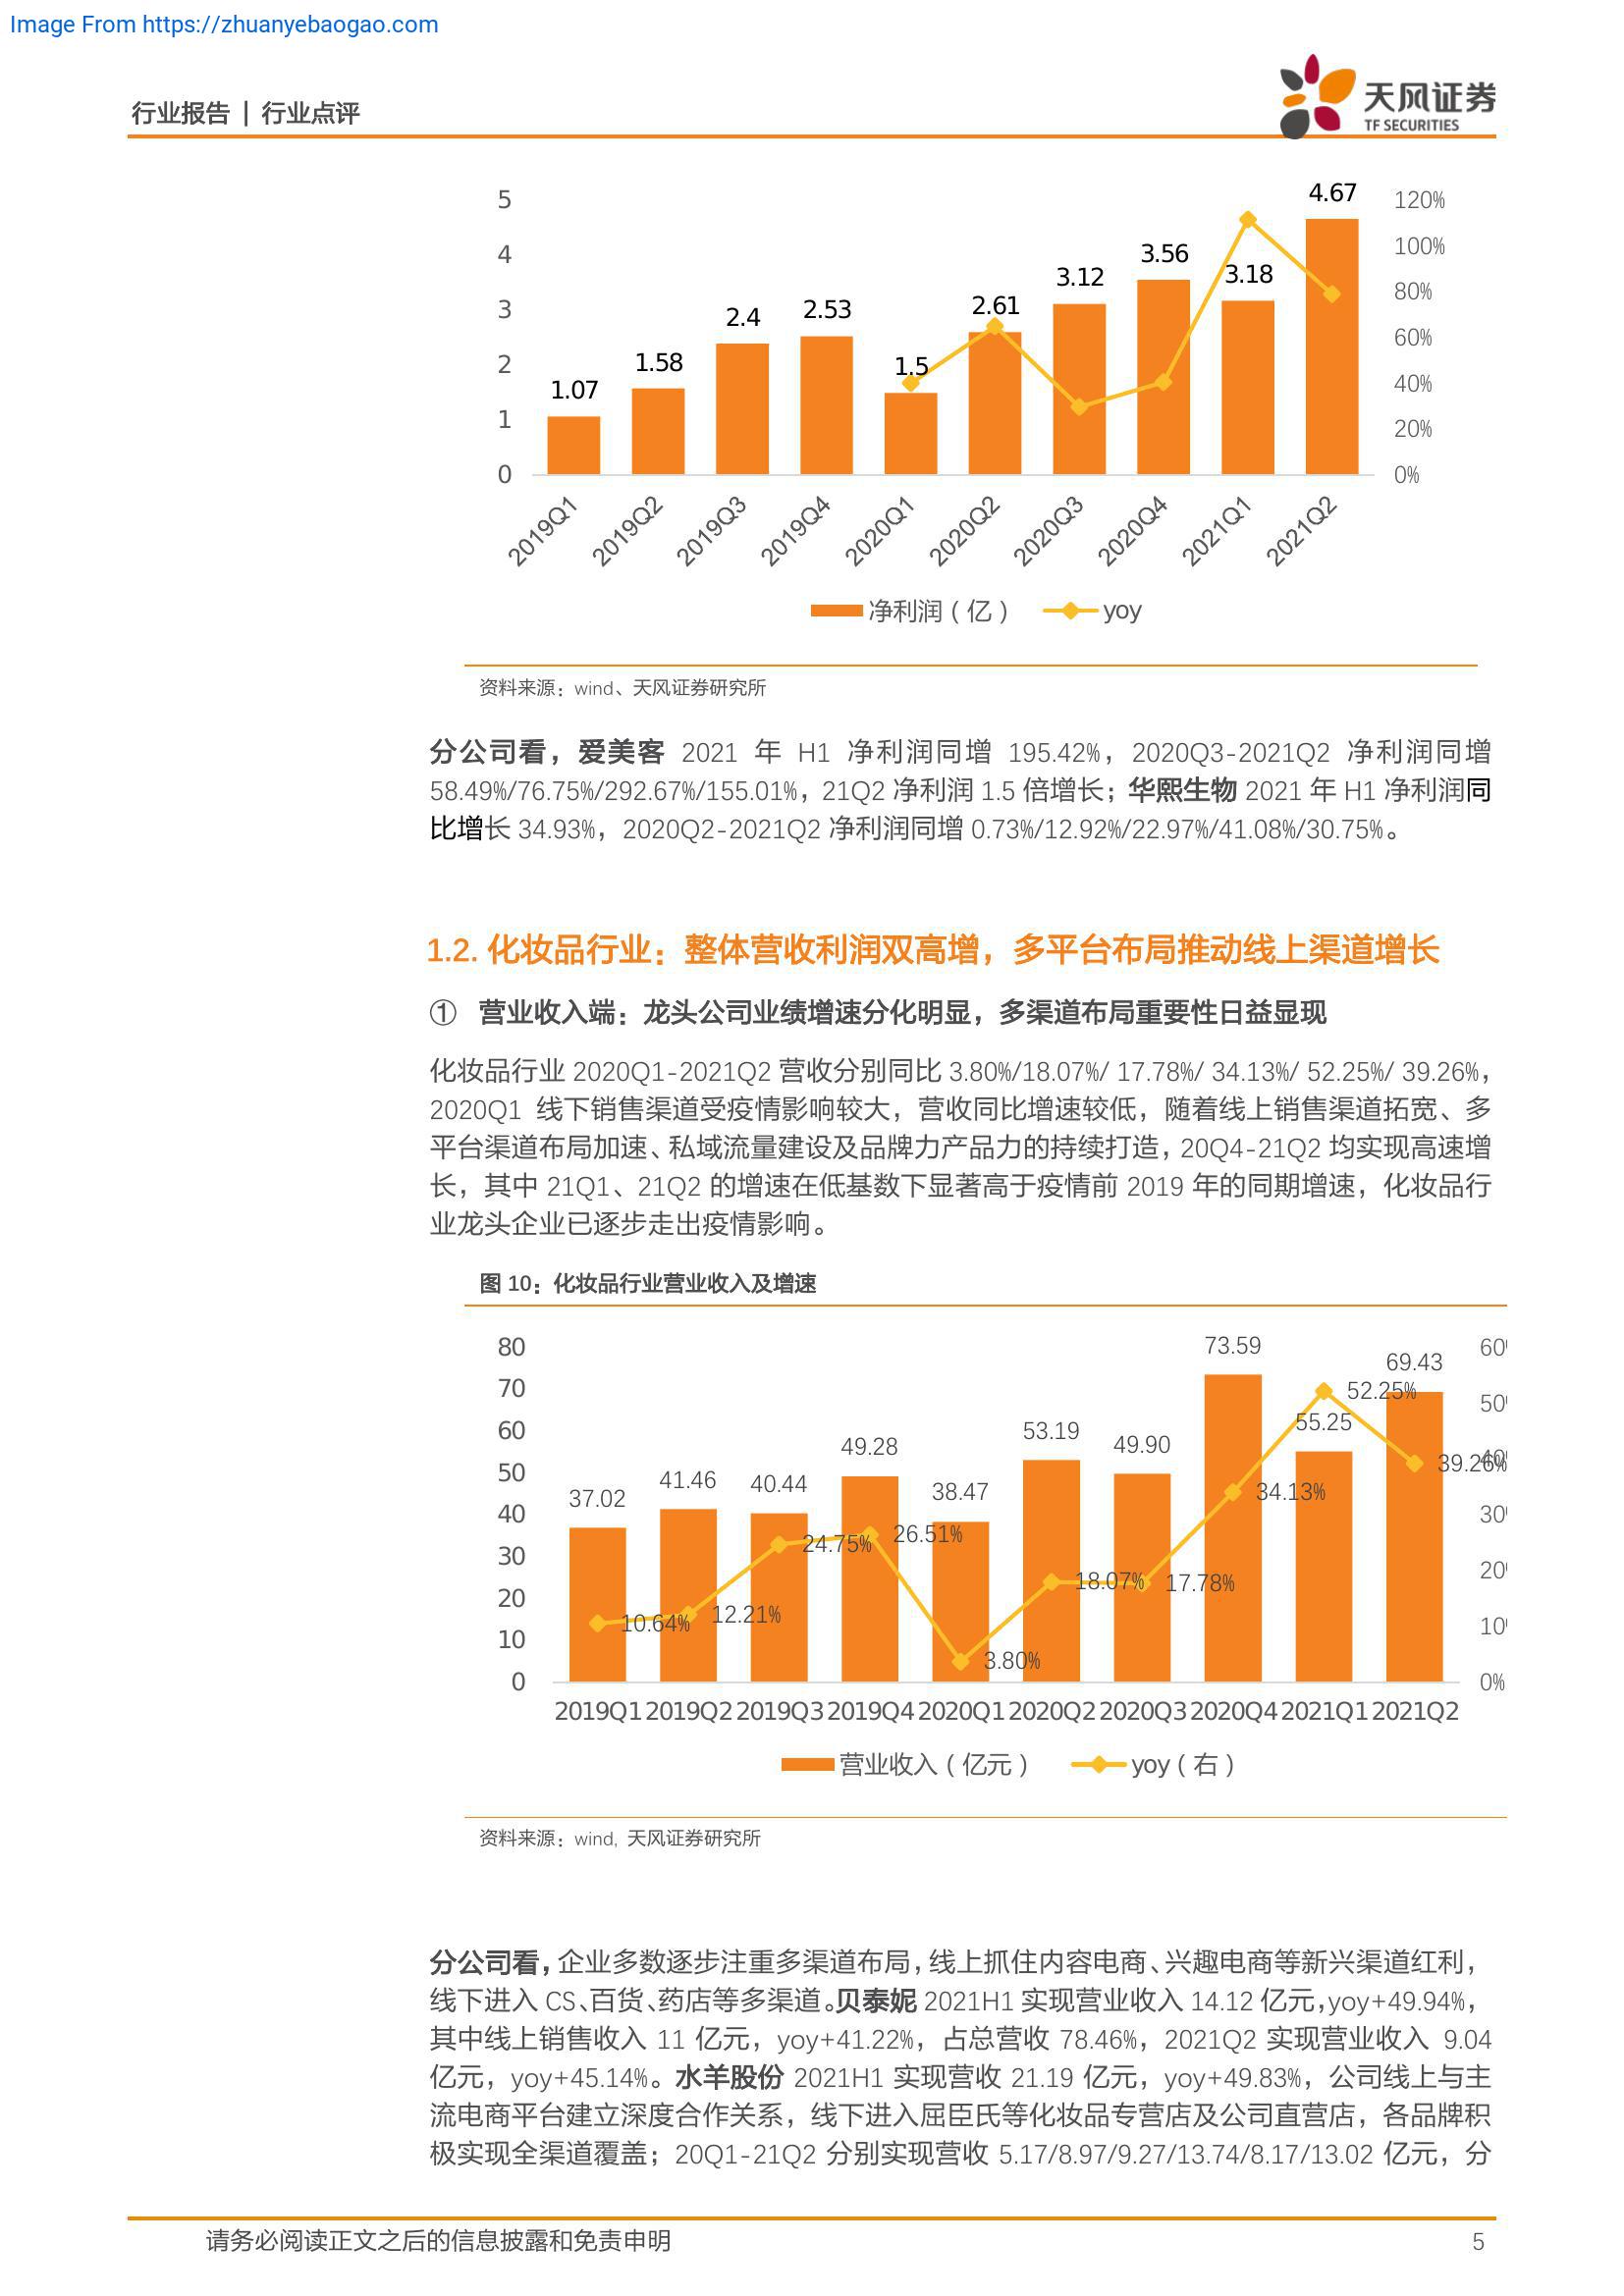 Image From https://zhuanyebaogao.com
行业报告 | 行业点评
天风证券
TF SECURITIES
5
4
3
2
1
0
120%
100%
80%
60%
40%
20%
0%
1.07
1.58
2.4
2.53
1.5
2.61
3.12
3.56
3.18
4.67
2019Q1
2019Q2
2019Q3
2019Q4
2020Q1
2020Q2
2020Q3
2020Q4
2021Q1
2021Q2
净利润（亿） yoy
资料来源：wind、天风证券研究所
分公司看，爱美客 2021 年 H1 净利润同增 195.42%，2020Q3-2021Q2 净利润同增
58.49%/76.75%/292.67%/155.01%，21Q2 净利润 1.5 倍增长；华熙生物 2021 年 H1 净利润同
比增长 34.93%，2020Q2-2021Q2 净利润同增 0.73%/12.92%/22.97%/41.08%/30.75%。
1.2. 化妆品行业：整体营收利润双高增，多平台布局推动线上渠道增长
① 营业收入端：龙头公司业绩增速分化明显，多渠道布局重要性日益显现
化妆品行业 2020Q1-2021Q2 营收分别同比 3.80%/18.07%/ 17.78%/ 34.13%/ 52.25%/ 39.26%，
2020Q1 线下销售渠道受疫情影响较大，营收同比增速较低，随着线上销售渠道拓宽、多
平台渠道布局加速、私域流量建设及品牌力产品力的持续打造，20Q4-21Q2 均实现高速增
长，其中 21Q1、21Q2 的增速在低基数下显著高于疫情前 2019 年的同期增速，化妆品行
业龙头企业已逐步走出疫情影响。
图 10：化妆品行业营业收入及增速
80
70
60
50
40
30
20
10
0
60
50
40
30
20
10
0%
37.02
41.46
40.44
49.28
38.47
53.19
49.90
73.59
55.25
69.43
10.64%
12.21%
24.75%
26.51%
3.80%
18.07%
17.78%
34.13%
52.25%
39.26%
2019Q1 2019Q2 2019Q3 2019Q4 2020Q1 2020Q2 2020Q3 2020Q4 2021Q1 2021Q2
营业收入（亿元） yoy（右）
资料来源：wind, 天风证券研究所
分公司看，企业多数逐步注重多渠道布局，线上抓住内容电商、兴趣电商等新兴渠道红利，
线下进入 CS、百货、药店等多渠道。贝泰妮 2021H1 实现营业收入 14.12 亿元，yoy+49.94%，
其中线上销售收入 11 亿元，yoy+41.22%，占总营收 78.46%，2021Q2 实现营业收入 9.04
亿元，yoy+45.14%。水羊股份 2021H1 实现营收 21.19 亿元，yoy+49.83%，公司线上与主
流电商平台建立深度合作关系，线下进入屈臣氏等化妆品专营店及公司直营店，各品牌积
极实现全渠道覆盖；20Q1-21Q2 分别实现营收 5.17/8.97/9.27/13.74/8.17/13.02 亿元，分
请务必阅读正文之后的信息披露和免责申明
5